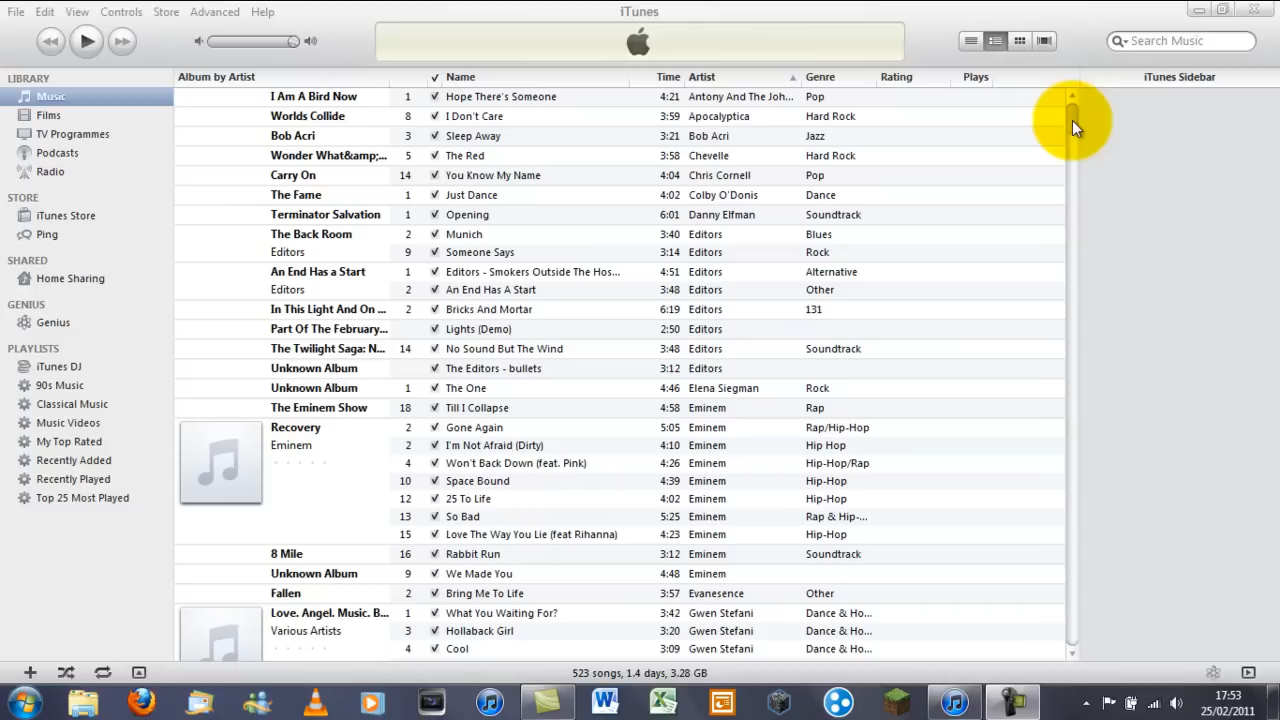 File Edit View Controls Store Advanced Help
iTunes
Search Music
LIBRARY
Music
Films
TV Programmes
Podcasts
Radio
STORE
iTunes Store
Ping
SHARED
Home Sharing
GENIUS
Genius
PLAYLISTS
iTunes DJ
90s Music
Classical Music
Music Videos
My Top Rated
Recently Added
Recently Played
Top 25 Most Played
Album by Artist Name Time Artist Genre Rating Plays
I Am A Bird Now 1 Hope There's Someone 4:21 Antony And The Joh... Pop
Worlds Collide 8 I Don't Care 3:59 Apocalyptica Hard Rock
Bob Acri 3 Sleep Away 3:21 Bob Acri Jazz
Wonder What&amp;... 5 The Red 3:58 Chevelle Hard Rock
Carry On 14 You Know My Name 4:04 Chris Cornell Pop
The Fame 1 Just Dance 4:02 Colby O'Donis Dance
Terminator Salvation 1 Opening 6:01 Danny Elfman Soundtrack
The Back Room 2 Munich 3:40 Editors Blues
Editors 9 Someone Says 3:14 Editors Rock
An End Has a Start 1 Editors - Smokers Outside The Hos... 4:51 Editors Alternative
Editors 2 An End Has A Start 3:48 Editors Other
In This Light And On ... 2 Bricks And Mortar 6:19 Editors 131
Part Of The February... Lights (Demo) 2:50 Editors
The Twilight Saga: N... 14 No Sound But The Wind 3:48 Editors Soundtrack
Unknown Album The Editors - bullets 3:12 Editors
Unknown Album 1 The One 4:46 Elena Siegman Rock
The Eminem Show 18 Till I Collapse 4:58 Eminem Rap
Recovery 2 Gone Again 5:05 Eminem Rap/Hip-Hop
Eminem 2 I'm Not Afraid (Dirty) 4:10 Eminem Hip Hop
4 Won't Back Down (feat. Pink) 4:26 Eminem Hip-Hop/Rap
10 Space Bound 4:39 Eminem Hip-Hop
12 25 To Life 4:02 Eminem Hip-Hop
13 So Bad 5:25 Eminem Rap & Hip-...
15 Love The Way You Lie (feat Rihanna) 4:23 Eminem Hip-Hop
8 Mile 16 Rabbit Run 3:12 Eminem Soundtrack
Unknown Album 9 We Made You 4:48 Eminem
Fallen 2 Bring Me To Life 3:57 Evanesence Other
Love. Angel. Music. B... 1 What You Waiting For? 3:42 Gwen Stefani Dance & Ho...
Various Artists 3 Hollaback Girl 3:20 Gwen Stefani Dance & Ho...
4 Cool 3:09 Gwen Stefani Dance & Ho...
iTunes Sidebar
523 songs, 1.4 days, 3.28 GB
17:53
25/02/2011